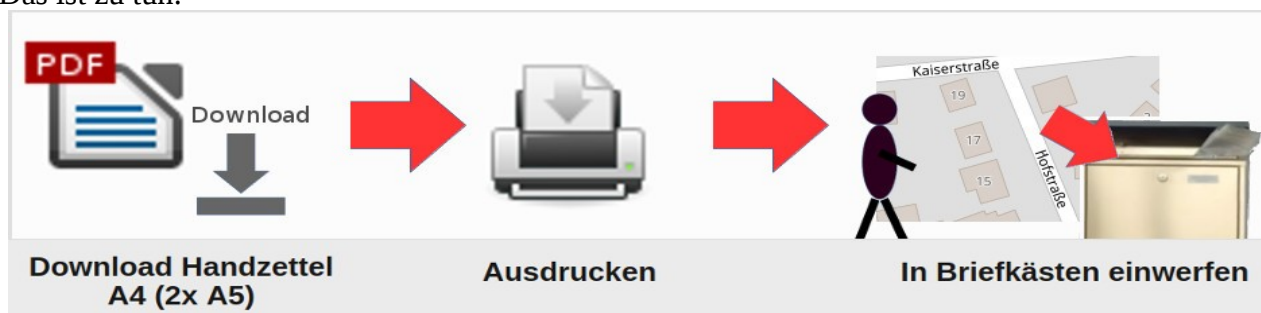 Das ist zu tun:
PDF
Download
Kaiserstraße
19
17
15
Hofstraße
Download Handzettel
A4 (2x A5)
Ausdrucken
In Briefkästen einwerfen